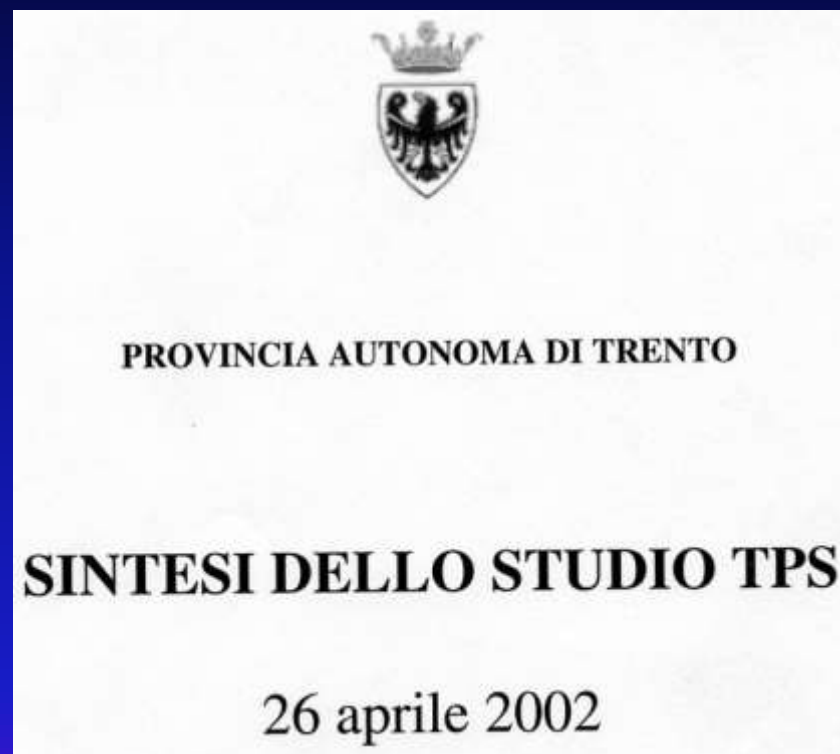 PROVINCIA AUTONOMA DI TRENTO
SINTESI DELLO STUDIO TPS
26 aprile 2002